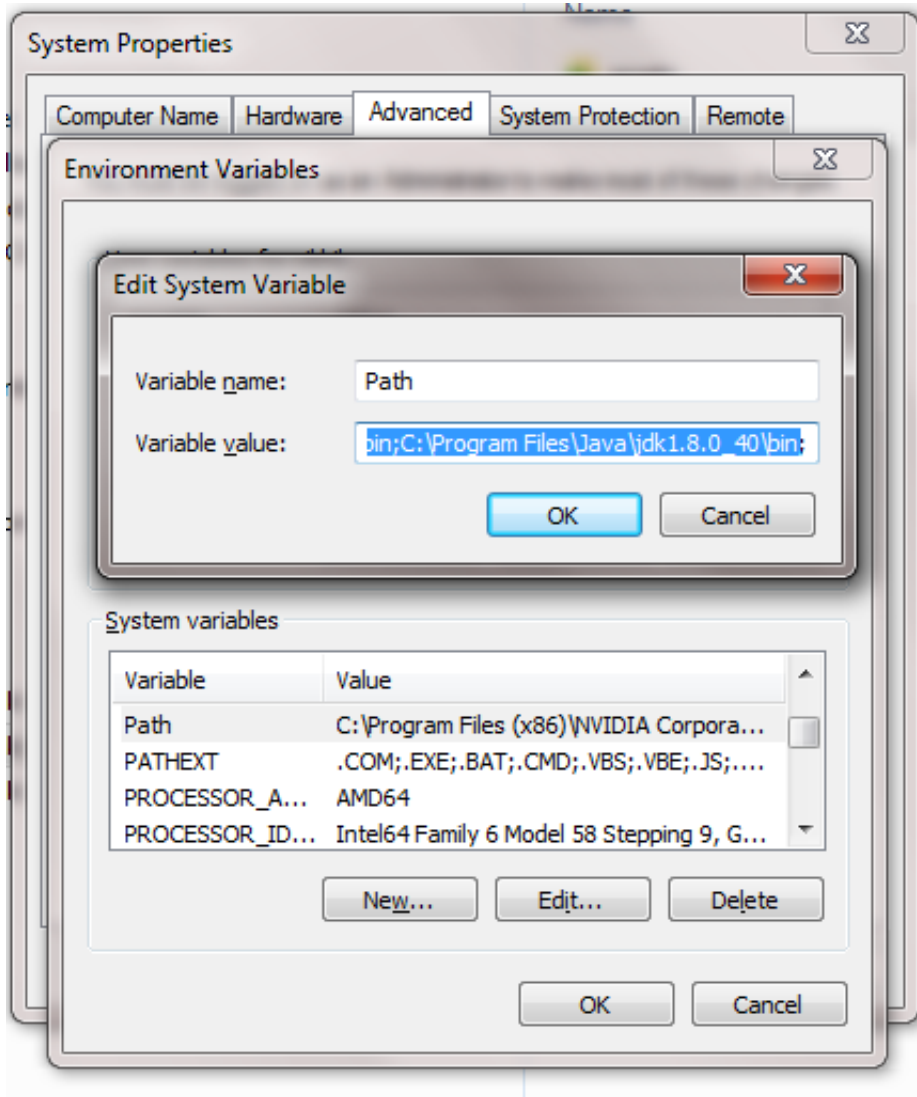 Name
System Properties
Computer Name Hardware Advanced System Protection Remote
Environment Variables
Edit System Variable
Variable name: Path
Variable value: bin;C:\Program Files\Java\jdk1.8.0_40\bin;
OK Cancel
System variables
Variable Value
Path C:\Program Files (x86)\NVIDIA Corpora...
PATHEXT .COM;.EXE;.BAT;.CMD;.VBS;.VBE;.JS;....
PROCESSOR_A... AMD64
PROCESSOR_ID... Intel64 Family 6 Model 58 Stepping 9, G...
New... Edit... Delete
OK Cancel